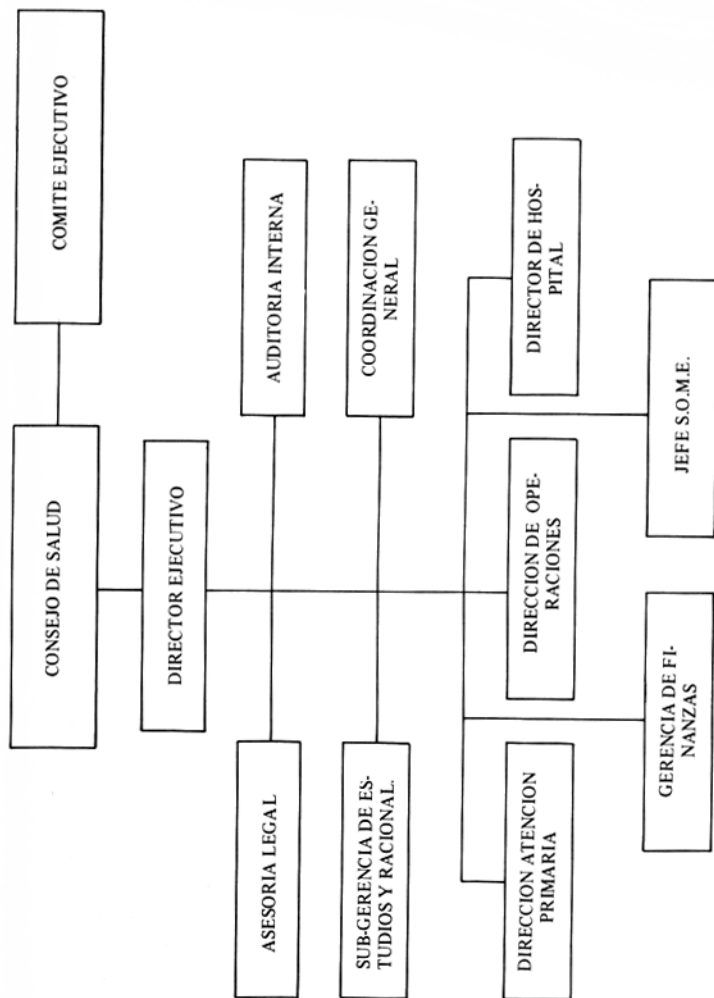 CONSEJO DE SALUD
COMITE EJECUTIVO
DIRECTOR EJECUTIVO
ASESORIA LEGAL
AUDITORIA INTERNA
SUB-GERENCIA DE ES-
TUDIOS Y RACIONAL.
COORDINACION GE-
NERAL
DIRECCION ATENCION
PRIMARIA
DIRECCION DE OPE-
RACIONES
DIRECTOR DE HOS-
PITAL
GERENCIA DE FI-
NANZAS
JEFE S.O.M.E.